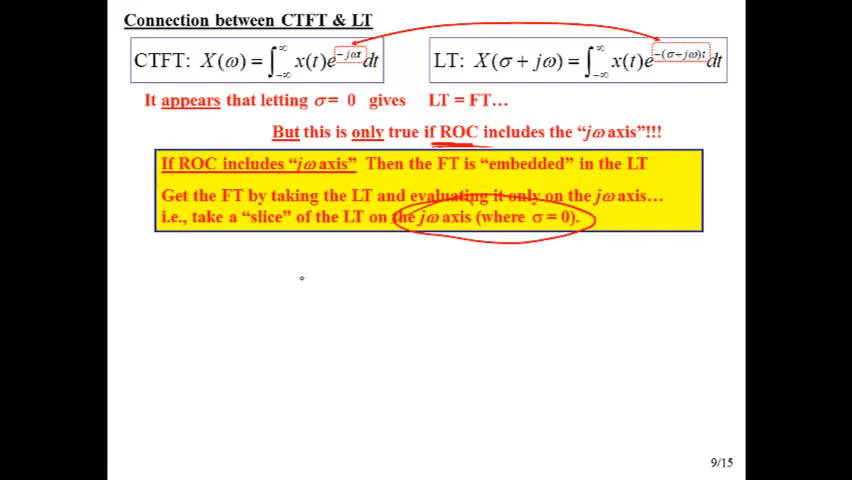 Connection between CTFT & LT
CTFT: X(ω) = ∫_{-∞}^{∞} x(t)e^{-jωt}dt
LT: X(σ + jω) = ∫_{-∞}^{∞} x(t)e^{-(σ+jω)t}dt
It appears that letting σ = 0 gives LT = FT…
But this is only true if ROC includes the “jω axis”!!!
If ROC includes “jω axis” Then the FT is “embedded” in the LT
Get the FT by taking the LT and evaluating it only on the jω axis…
i.e., take a “slice” of the LT on the jω axis (where σ = 0).
9/15